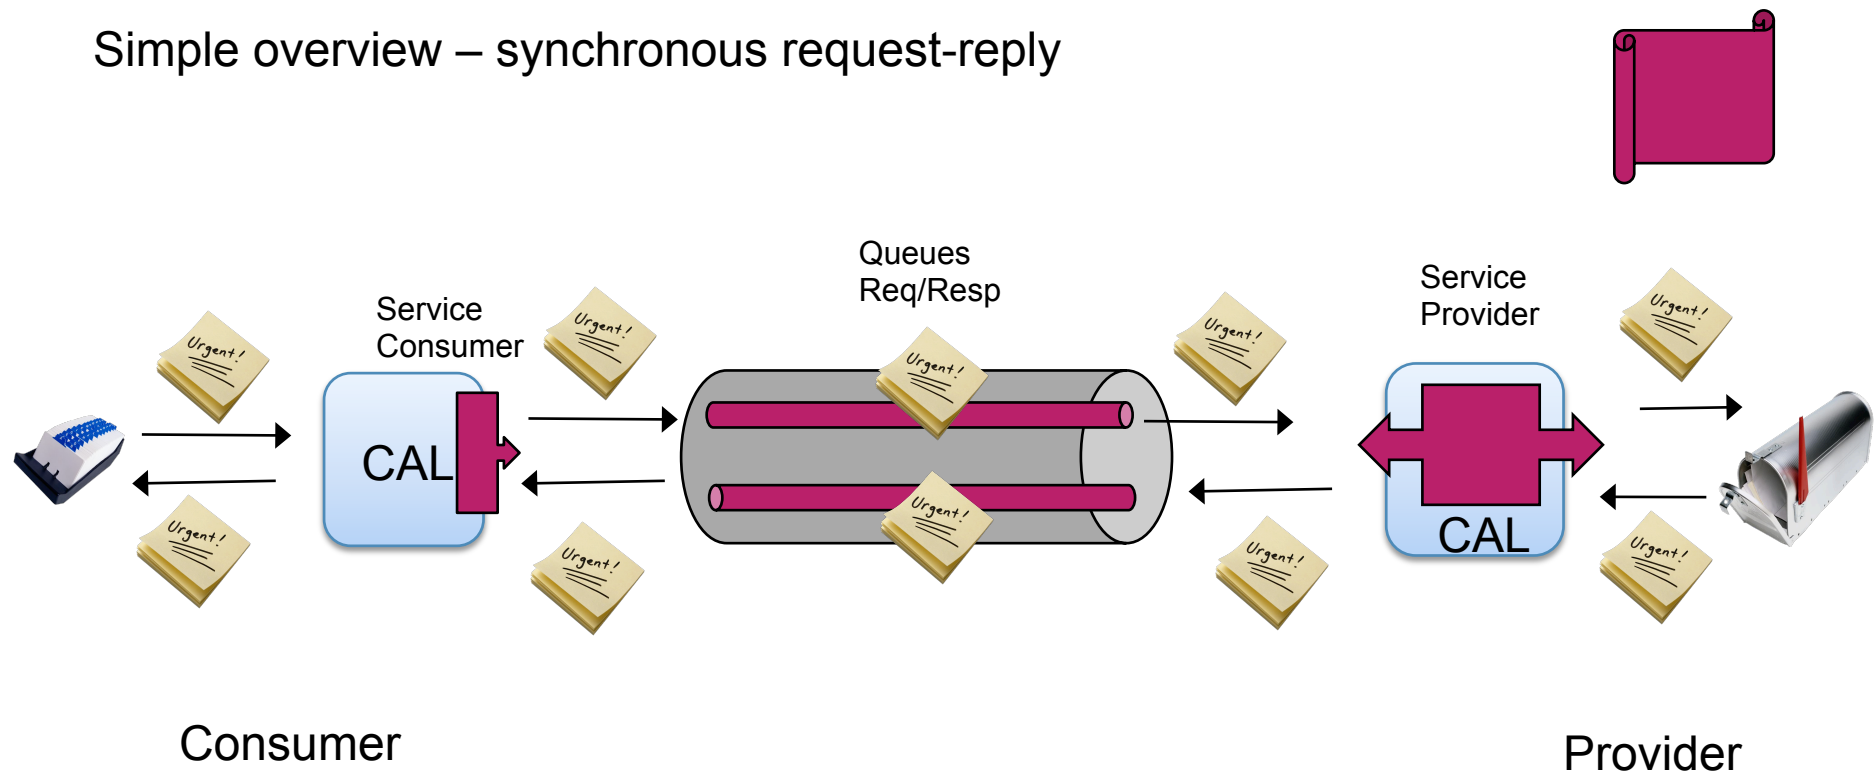 Simple overview – synchronous request-reply
Queues
Req/Resp
Service
Provider
Service
Consumer
Urgent!
Urgent!
Urgent!
Urgent!
Urgent!
CAL
CAL
Urgent!
Urgent!
Urgent!
Urgent!
Urgent!
Consumer
Provider